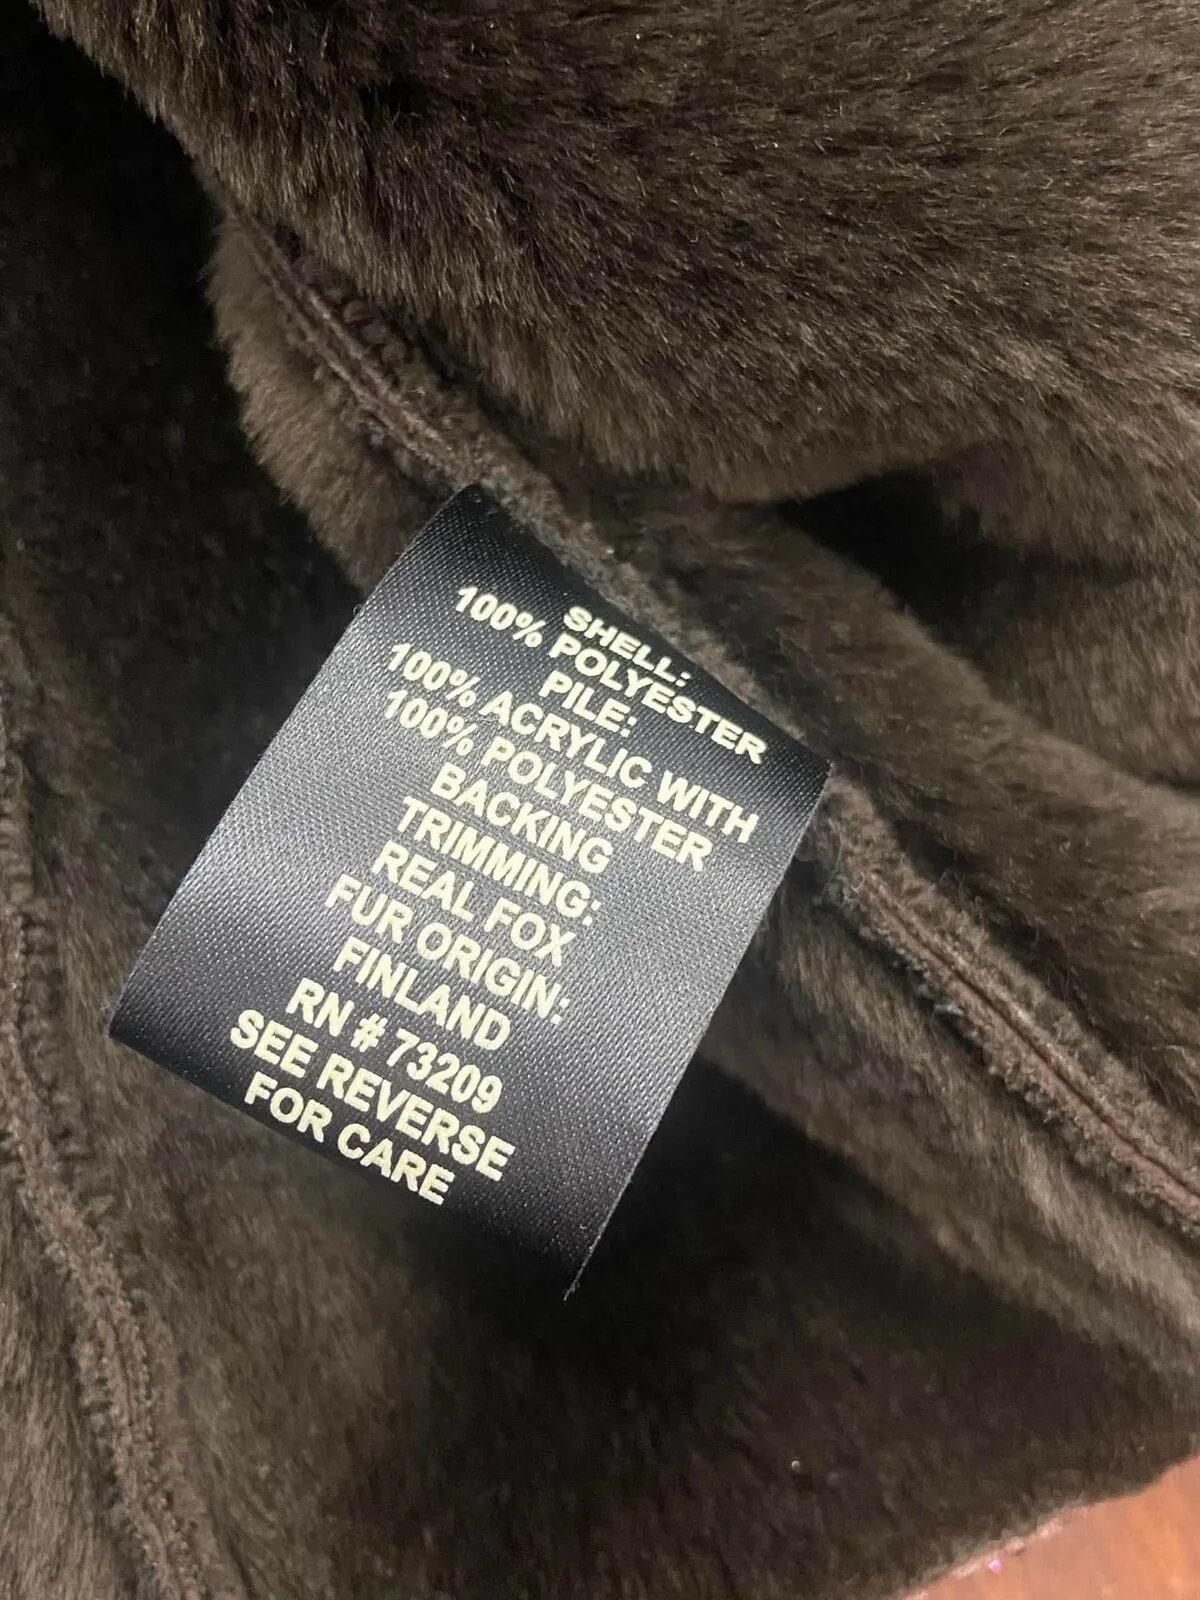 SHELL:
100% POLYESTER
PILE:
100% ACRYLIC WITH
100% POLYESTER
BACKING
TRIMMING:
REAL FOX
FUR ORIGIN:
FINLAND
RN # 73209
SEE REVERSE
FOR CARE